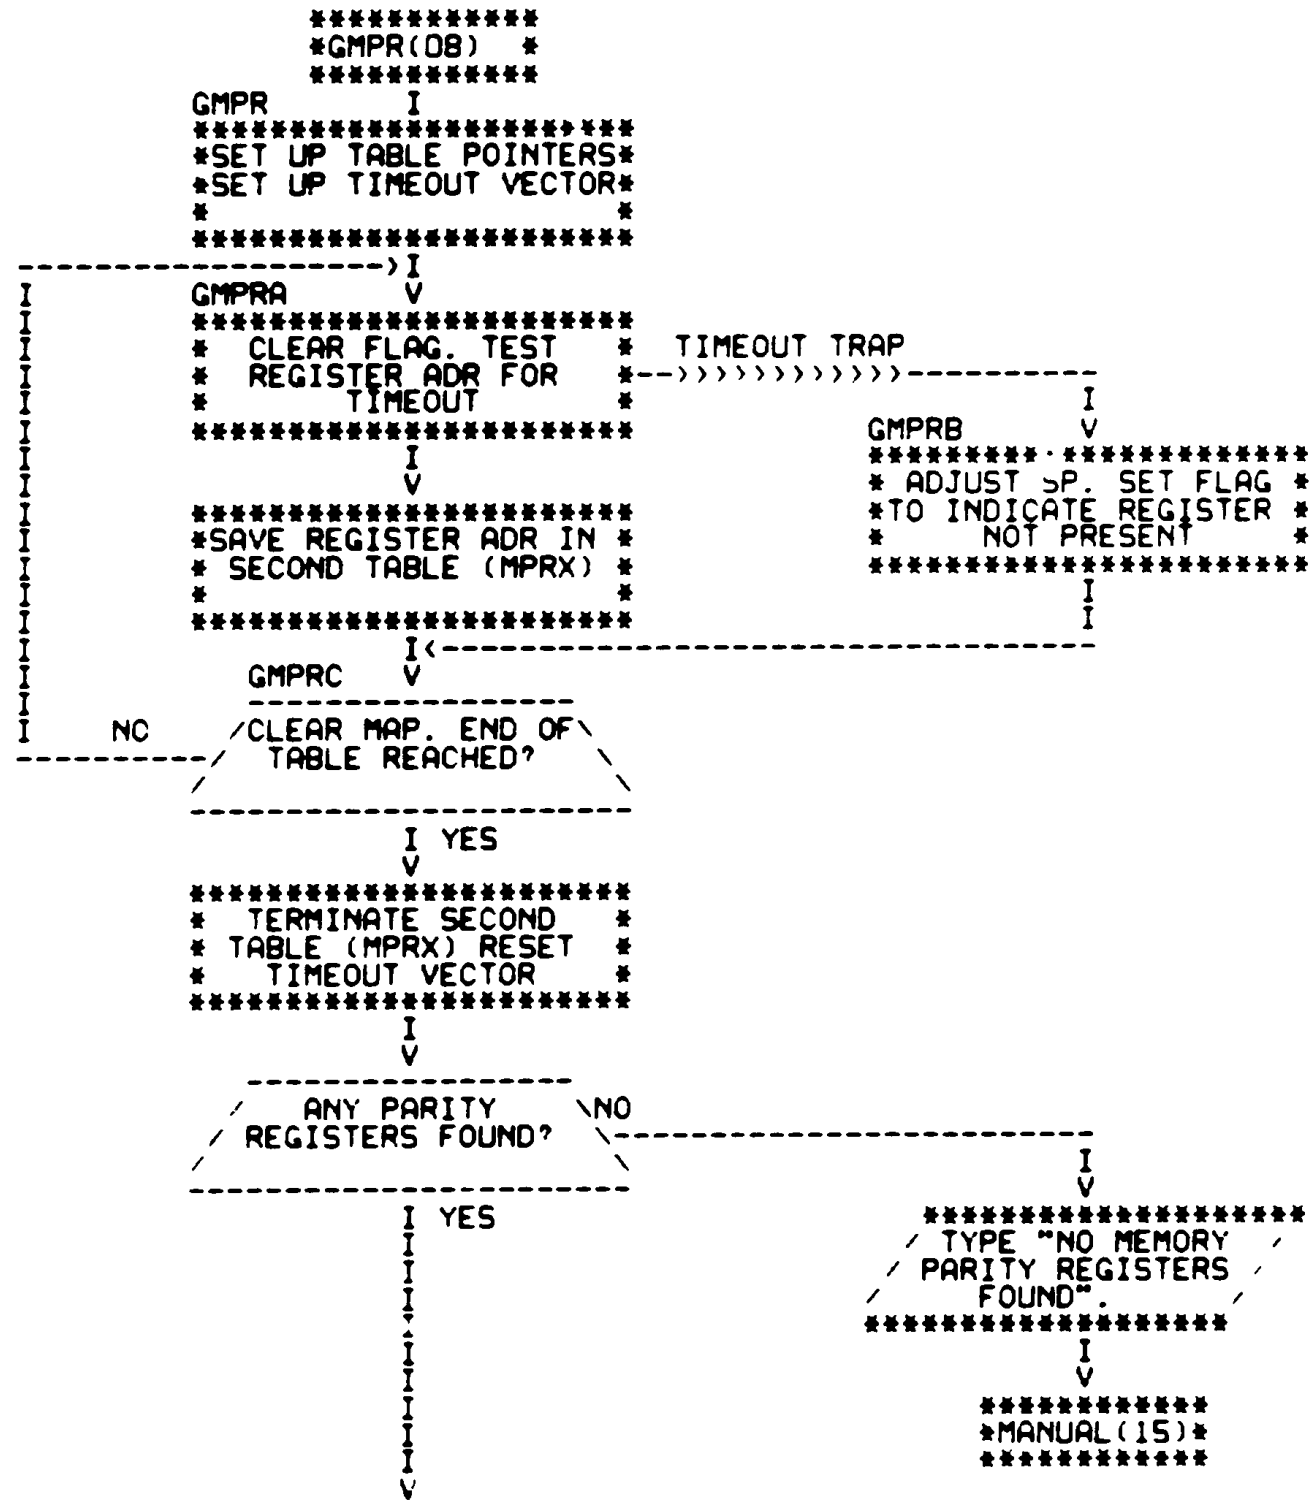 GMPR(08)
GMPR
SET UP TABLE POINTERS
SET UP TIMEOUT VECTOR
GMPRA
CLEAR FLAG. TEST
REGISTER ADR FOR
TIMEOUT
TIMEOUT TRAP
GMPRB
ADJUST SP. SET FLAG
TO INDICATE REGISTER
NOT PRESENT
SAVE REGISTER ADR IN
SECOND TABLE (MPRX)
GMPRC
NO
CLEAR MAP. END OF
TABLE REACHED?
YES
TERMINATE SECOND
TABLE (MPRX) RESET
TIMEOUT VECTOR
ANY PARITY
REGISTERS FOUND?
NO
YES
TYPE "NO MEMORY
PARITY REGISTERS
FOUND".
MANUAL(15)